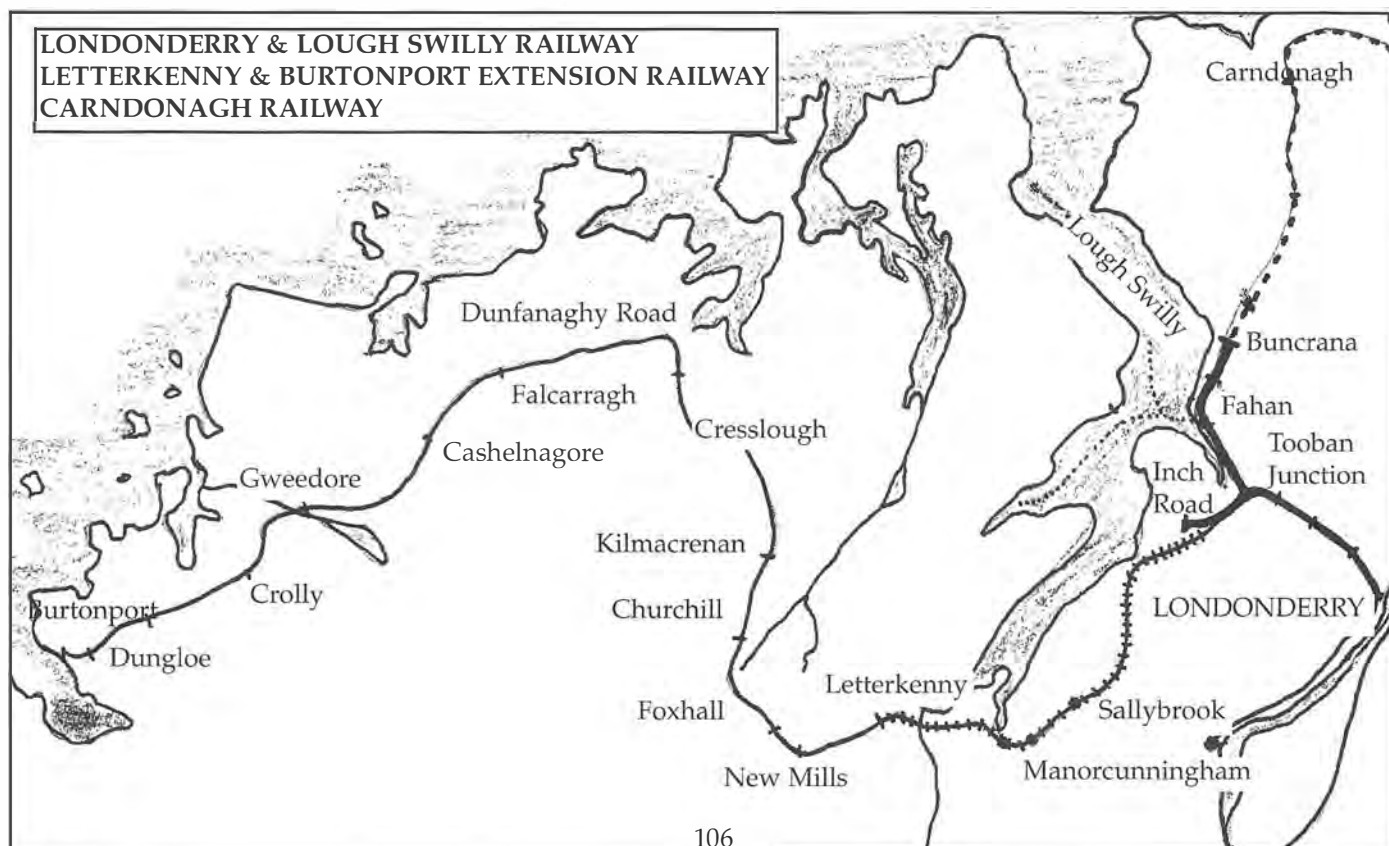 LONDONDERRY & LOUGH SWILLY RAILWAY
LETTERKENNY & BURTONPORT EXTENSION RAILWAY
CARNDONAGH RAILWAY
Carndonagh
Lough Swilly
Dunfanaghy Road
Buncrana
Falcarragh
Fahan
Cresslough
Cashelnagore
Tooban
Junction
Gweedore
Inch
Road
Kilmacrenan
Crolly
Burtonport
Churchill
LONDONDERRY
Dungloe
Letterkenny
Foxhall
Sallybrook
New Mills
Manorcunningham
106